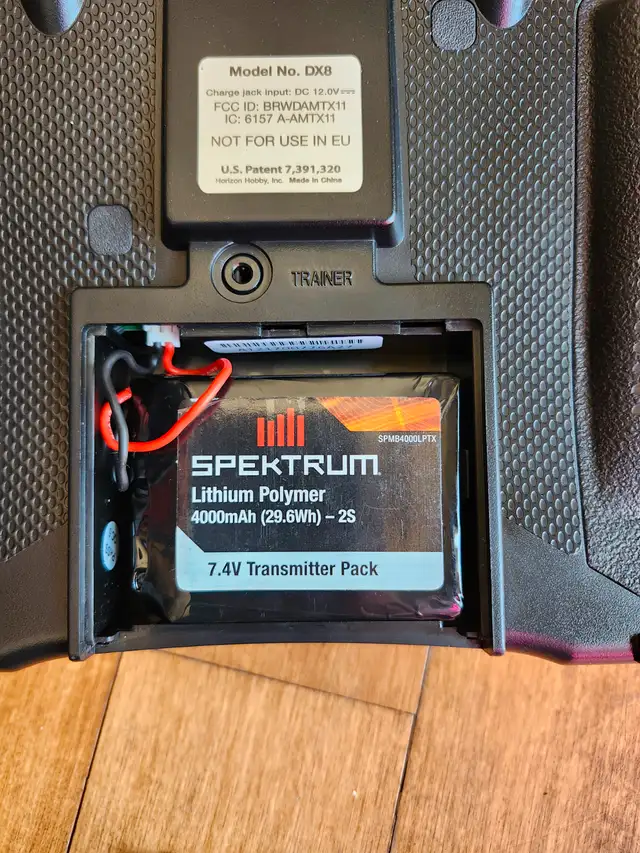 Model No. DX8
Charge jack input: DC 12.0V⎓
FCC ID: BRWDAMTX11
IC: 6157 A-AMTX11
NOT FOR USE IN EU
U.S. Patent 7,391,320
Horizon Hobby, Inc. Made in China
TRAINER
SPMB4000LPTX
SPEKTRUM
Lithium Polymer
4000mAh (29.6Wh) – 2S
7.4V Transmitter Pack